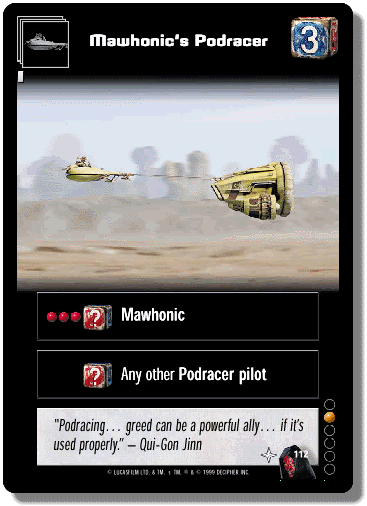 Mawhonic's Podracer
3
? Mawhonic
? Any other Podracer pilot
"Podracing... greed can be a powerful ally... if it's
used properly." – Qui-Gon Jinn
112
© LUCASFILM LTD. & TM. ® & © 1999 DECIPHER INC.